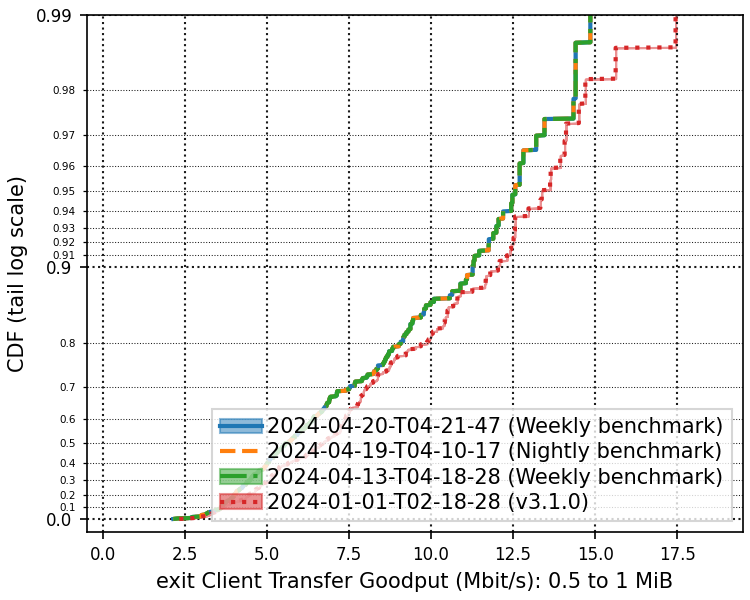 0.99
0.98
0.97
0.96
0.95
0.94
0.93
0.92
0.91
0.9
0.8
0.7
0.6
0.5
0.4
0.3
0.2
0.1
0.0
CDF (tail log scale)
2024-04-20-T04-21-47 (Weekly benchmark)
2024-04-19-T04-10-17 (Nightly benchmark)
2024-04-13-T04-18-28 (Weekly benchmark)
2024-01-01-T02-18-28 (v3.1.0)
0.0 2.5 5.0 7.5 10.0 12.5 15.0 17.5
exit Client Transfer Goodput (Mbit/s): 0.5 to 1 MiB